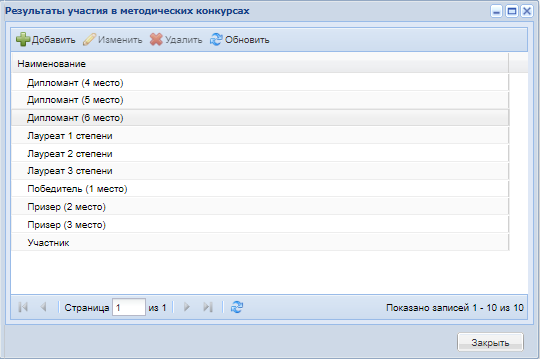 Результаты участия в методических конкурсах
Добавить Изменить Удалить Обновить
Наименование
Дипломант (4 место)
Дипломант (5 место)
Дипломант (6 место)
Лауреат 1 степени
Лауреат 2 степени
Лауреат 3 степени
Победитель (1 место)
Призер (2 место)
Призер (3 место)
Участник
Страница 1 из 1 Показано записей 1 - 10 из 10
Закрыть